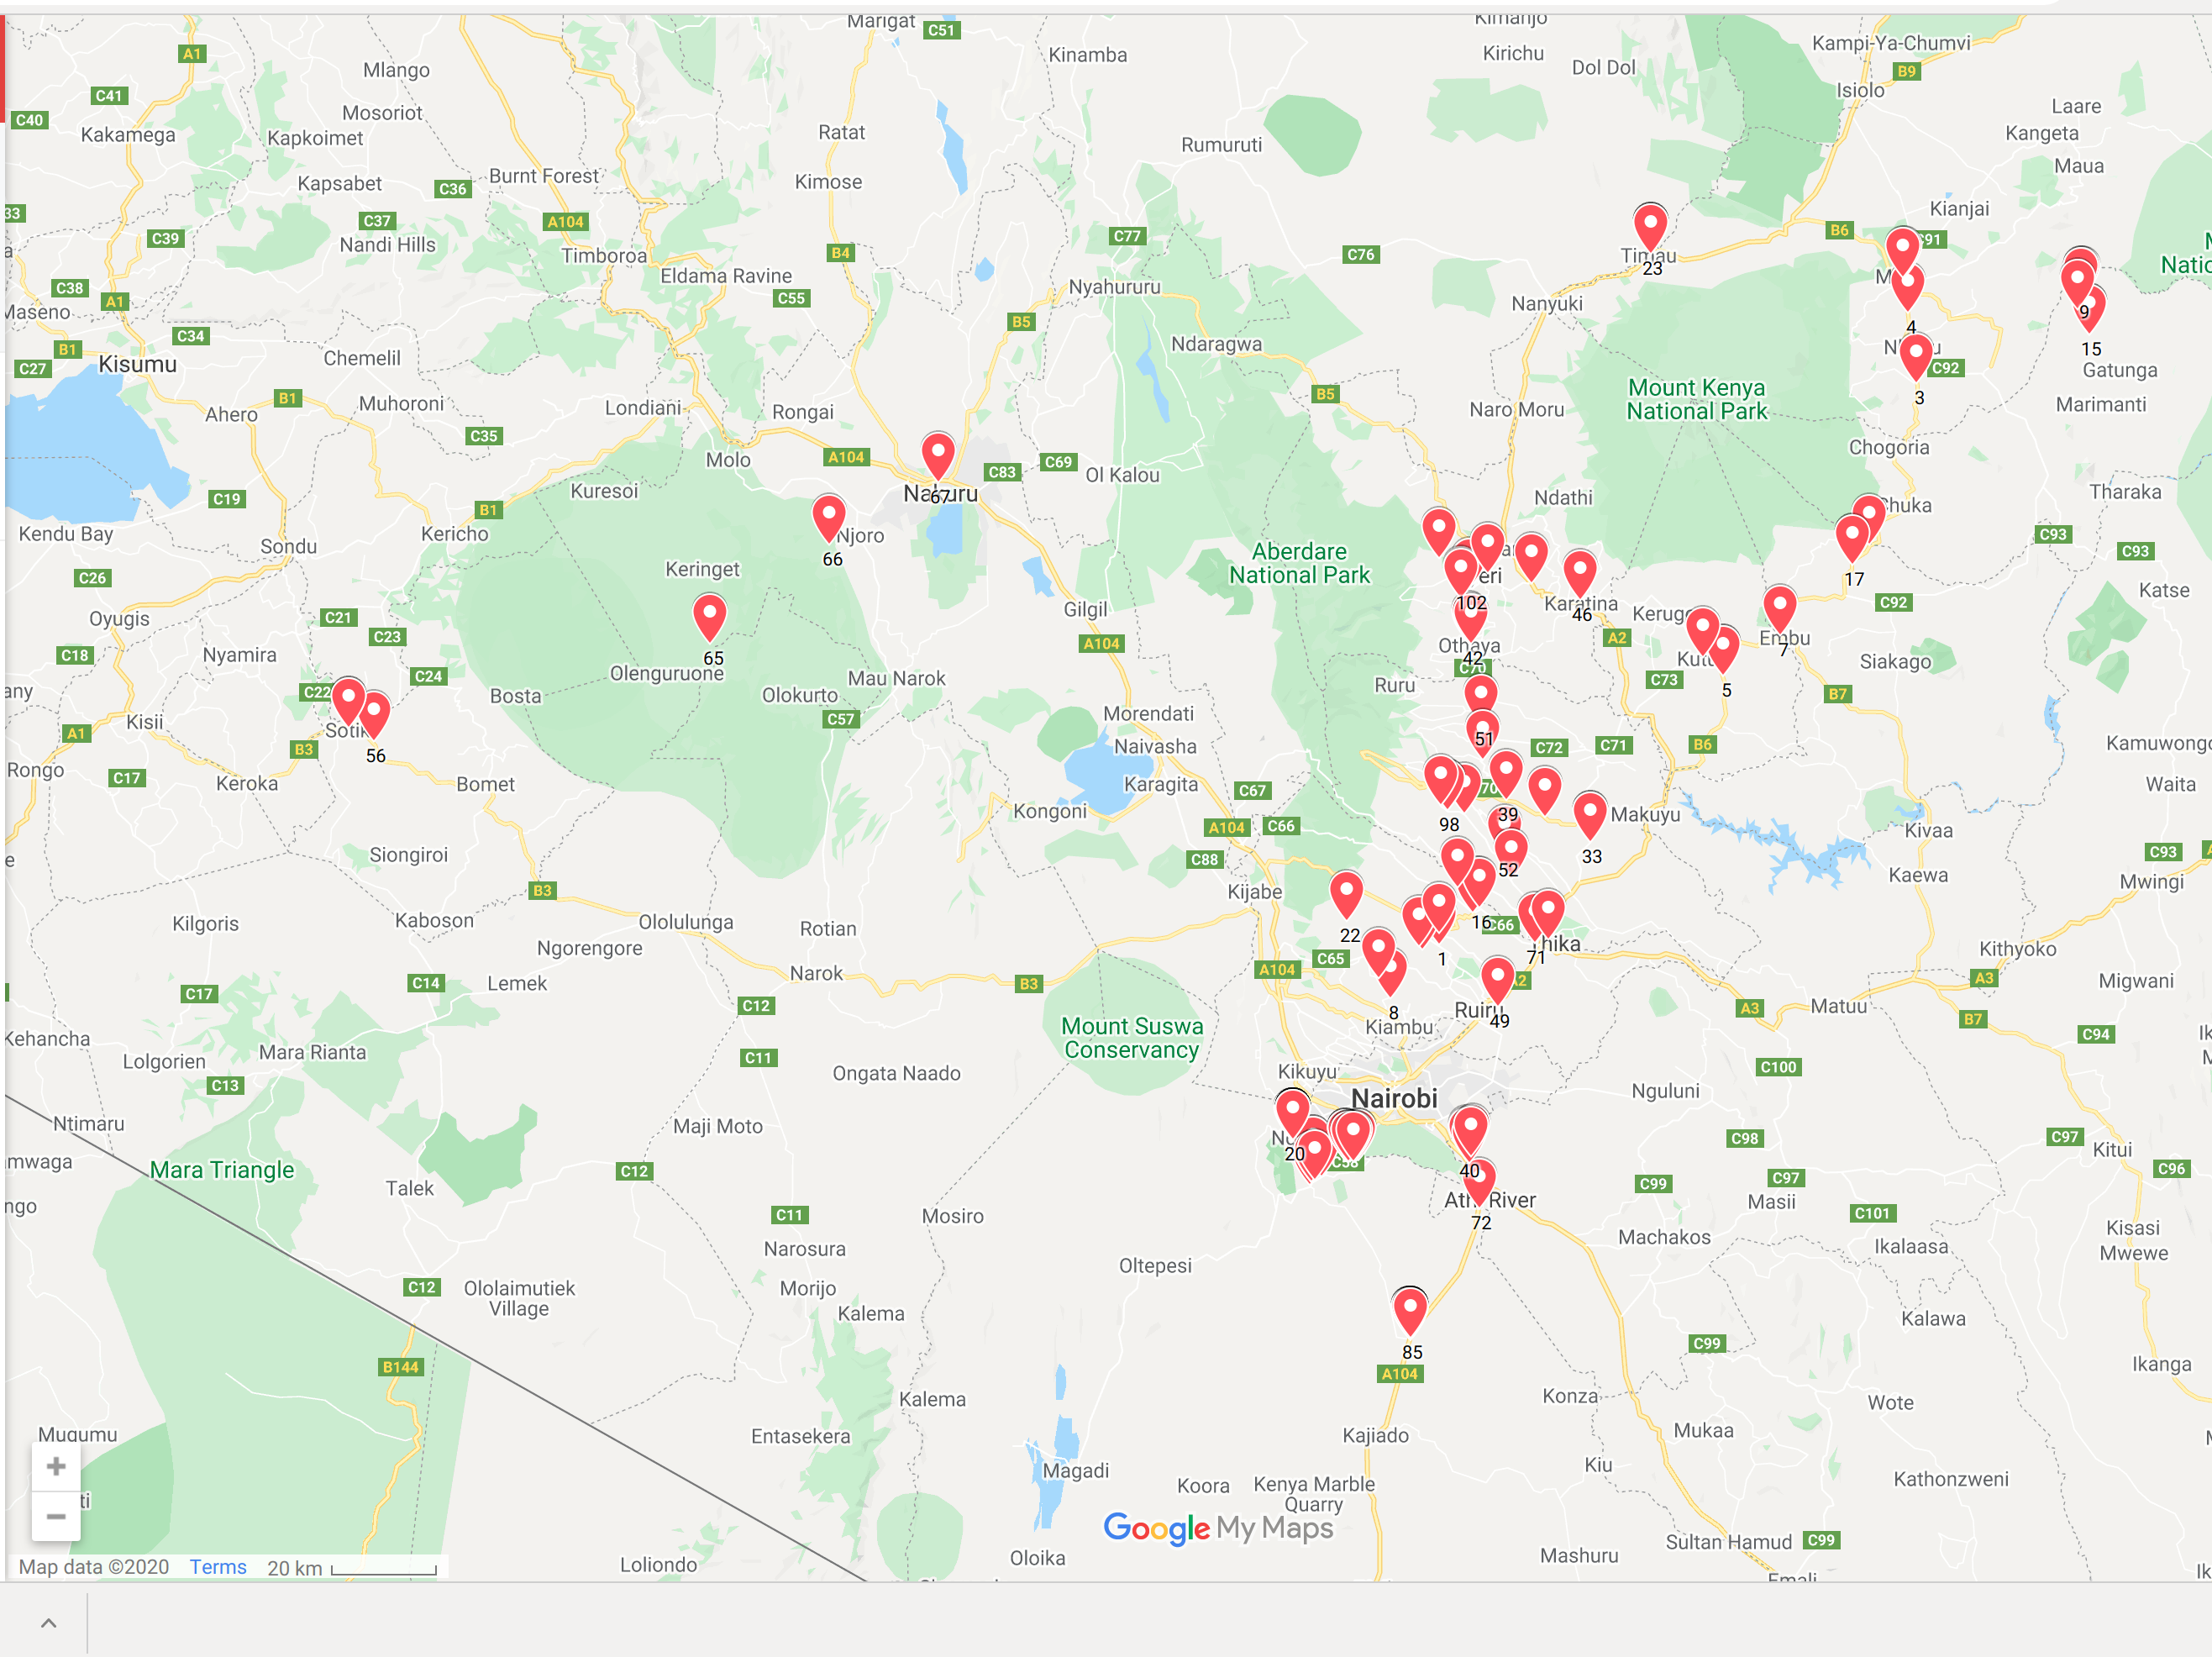 Marigat
C51
Kimanjo
Kampi-Ya-Chumvi
A1
Kinamba
Kirichu
Dol Dol
B9
Mlango
Isiolo
C41
Laare
C40
Mosoriot
Kakamega
Kapkoimet
Ratat
Rumuruti
Kangeta
Maua
Kapsabet
C36
Burnt Forest
Kimose
33
C37
A104
Kianjai
C39
Nandi Hills
B4
C77
C76
B6
C91
Timboroa
Timau
23
Eldama Ravine
C38
A1
C55
Nyahururu
Nanyuki
Maseno
9
4
B1
C34
B5
Ndaragwa
15
C27
Kisumu
Chemelil
C92
Gatunga
3
B1
Muhoroni
Londiani
Rongai
B5
Mount Kenya
National Park
Naro Moru
Marimanti
Ahero
C35
Molo
A104
C83
C69
Ol Kalou
Chogoria
C19
Kuresoi
67
Ndathi
Tharaka
B1
Chuka
Kendu Bay
Sondu
Kericho
Njoro
66
Aberdare
National Park
C93
C93
C26
Keringet
17
Katse
Oyugis
C21
Gilgil
102
Karatina
46
C92
C23
A104
A2
Embu
7
C18
Nyamira
65
Olenguruone
Othaya
42
C70
Siakago
C24
C22
Bosta
Olokurto
Mau Narok
Ruru
C73
5
B7
Kisii
C57
Morendati
A1
B3
56
Naivasha
51
C72
C71
B6
Rongo
C17
Keroka
Bomet
Karagita
C67
Waita
Kongoni
98
39
Makuyu
A104
C66
33
Kivaa
Siongiroi
C88
52
C93
Kijabe
Kaewa
Mwingi
B3
Kilgoris
Kaboson
Ololulunga
Rotian
22
16
C66
71
Ngorengore
1
C65
Kithyoko
Narok
A104
C17
C14
Lemek
B3
A3
Migwani
C12
8
49
Kiambu
A3
Matuu
B7
Mount Suswa
Conservancy
Kehancha
Lolgorien
Mara Rianta
C11
C94
C13
Ongata Naado
Kikuyu
C100
Nairobi
Nguluni
Ntimaru
Maji Moto
20
C98
C97
Kitui
Mara Triangle
C12
40
C96
Talek
C99
C97
Masii
72
Mosiro
C11
C101
Kisasi
Mwewe
Narosura
Machakos
Ikalaasa
Oltepesi
C12
Ololaimutiek
Village
Morijo
Kalema
Kalawa
85
C99
B144
A104
Ikanga
Kalema
Konza
Wote
Mugumu
Entasekera
Kajiado
Mukaa
Magadi
Koora
Kenya Marble
Quarry
Kiu
Kathonzweni
Google My Maps
Sultan Hamud
C99
Loliondo
Oloika
Mashuru
Emali
Map data ©2020 Terms 20 km